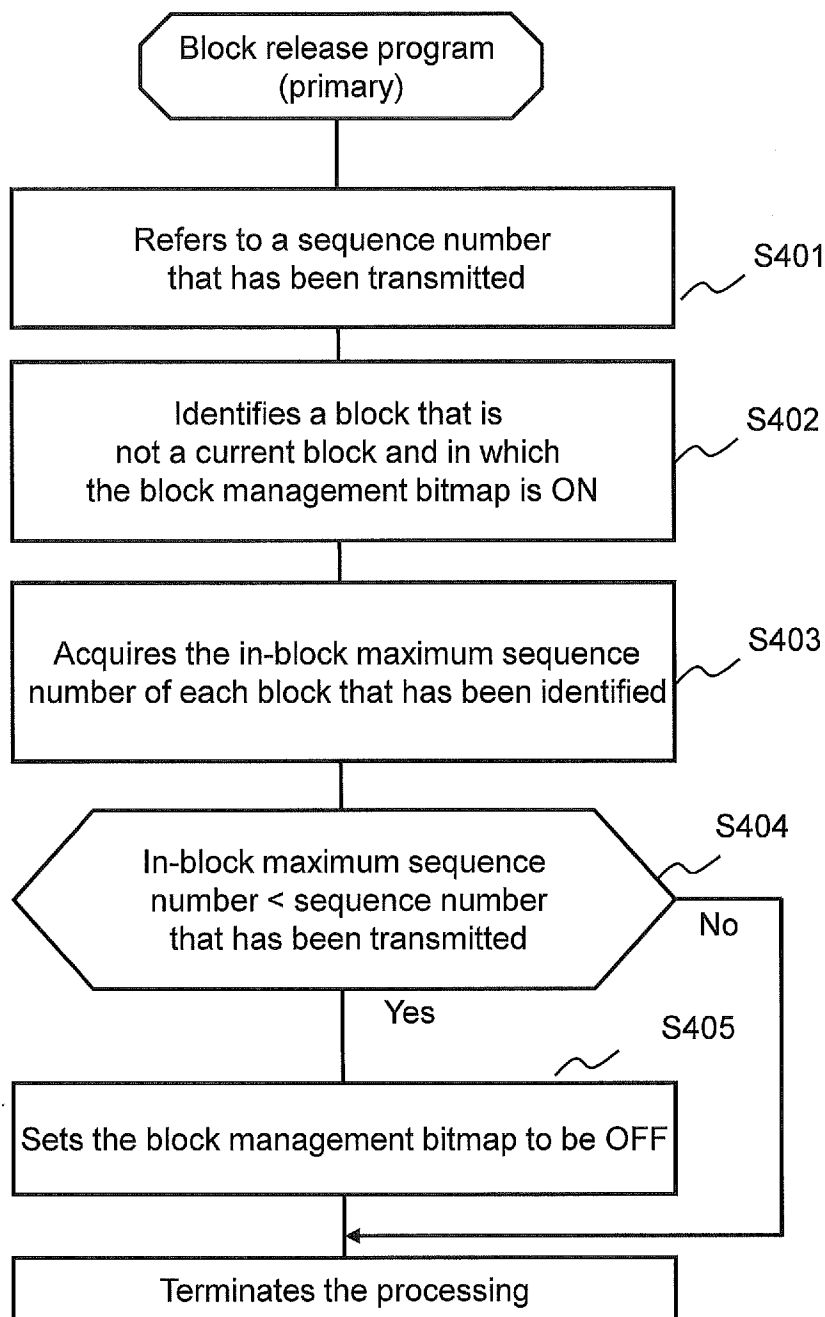 Block release program
(primary)
Refers to a sequence number
that has been transmitted
S401
Identifies a block that is
not a current block and in which
the block management bitmap is ON
S402
Acquires the in-block maximum sequence
number of each block that has been identified
S403
In-block maximum sequence
number < sequence number
that has been transmitted
S404
No
Yes
S405
Sets the block management bitmap to be OFF
Terminates the processing